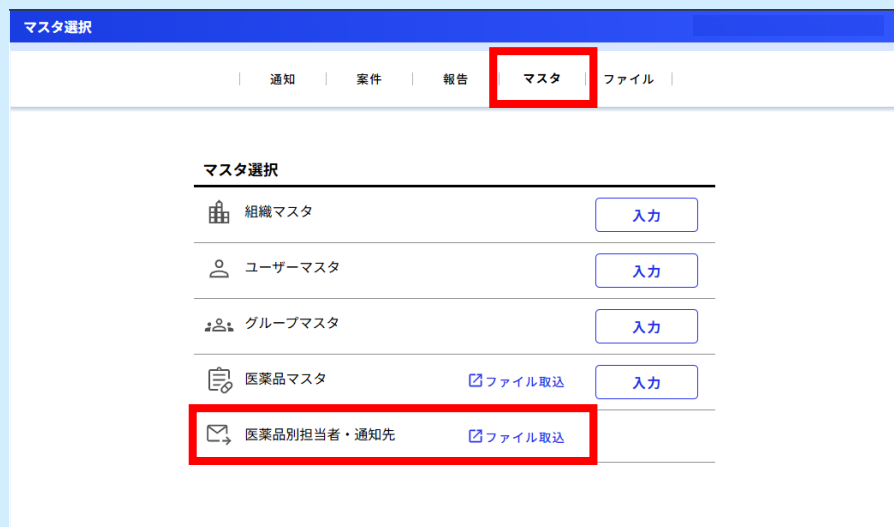 マスタ選択
通知 案件 報告 マスタ ファイル
マスタ選択
組織マスタ 入力
ユーザーマスタ 入力
グループマスタ 入力
医薬品マスタ ファイル取込 入力
医薬品別担当者・通知先 ファイル取込